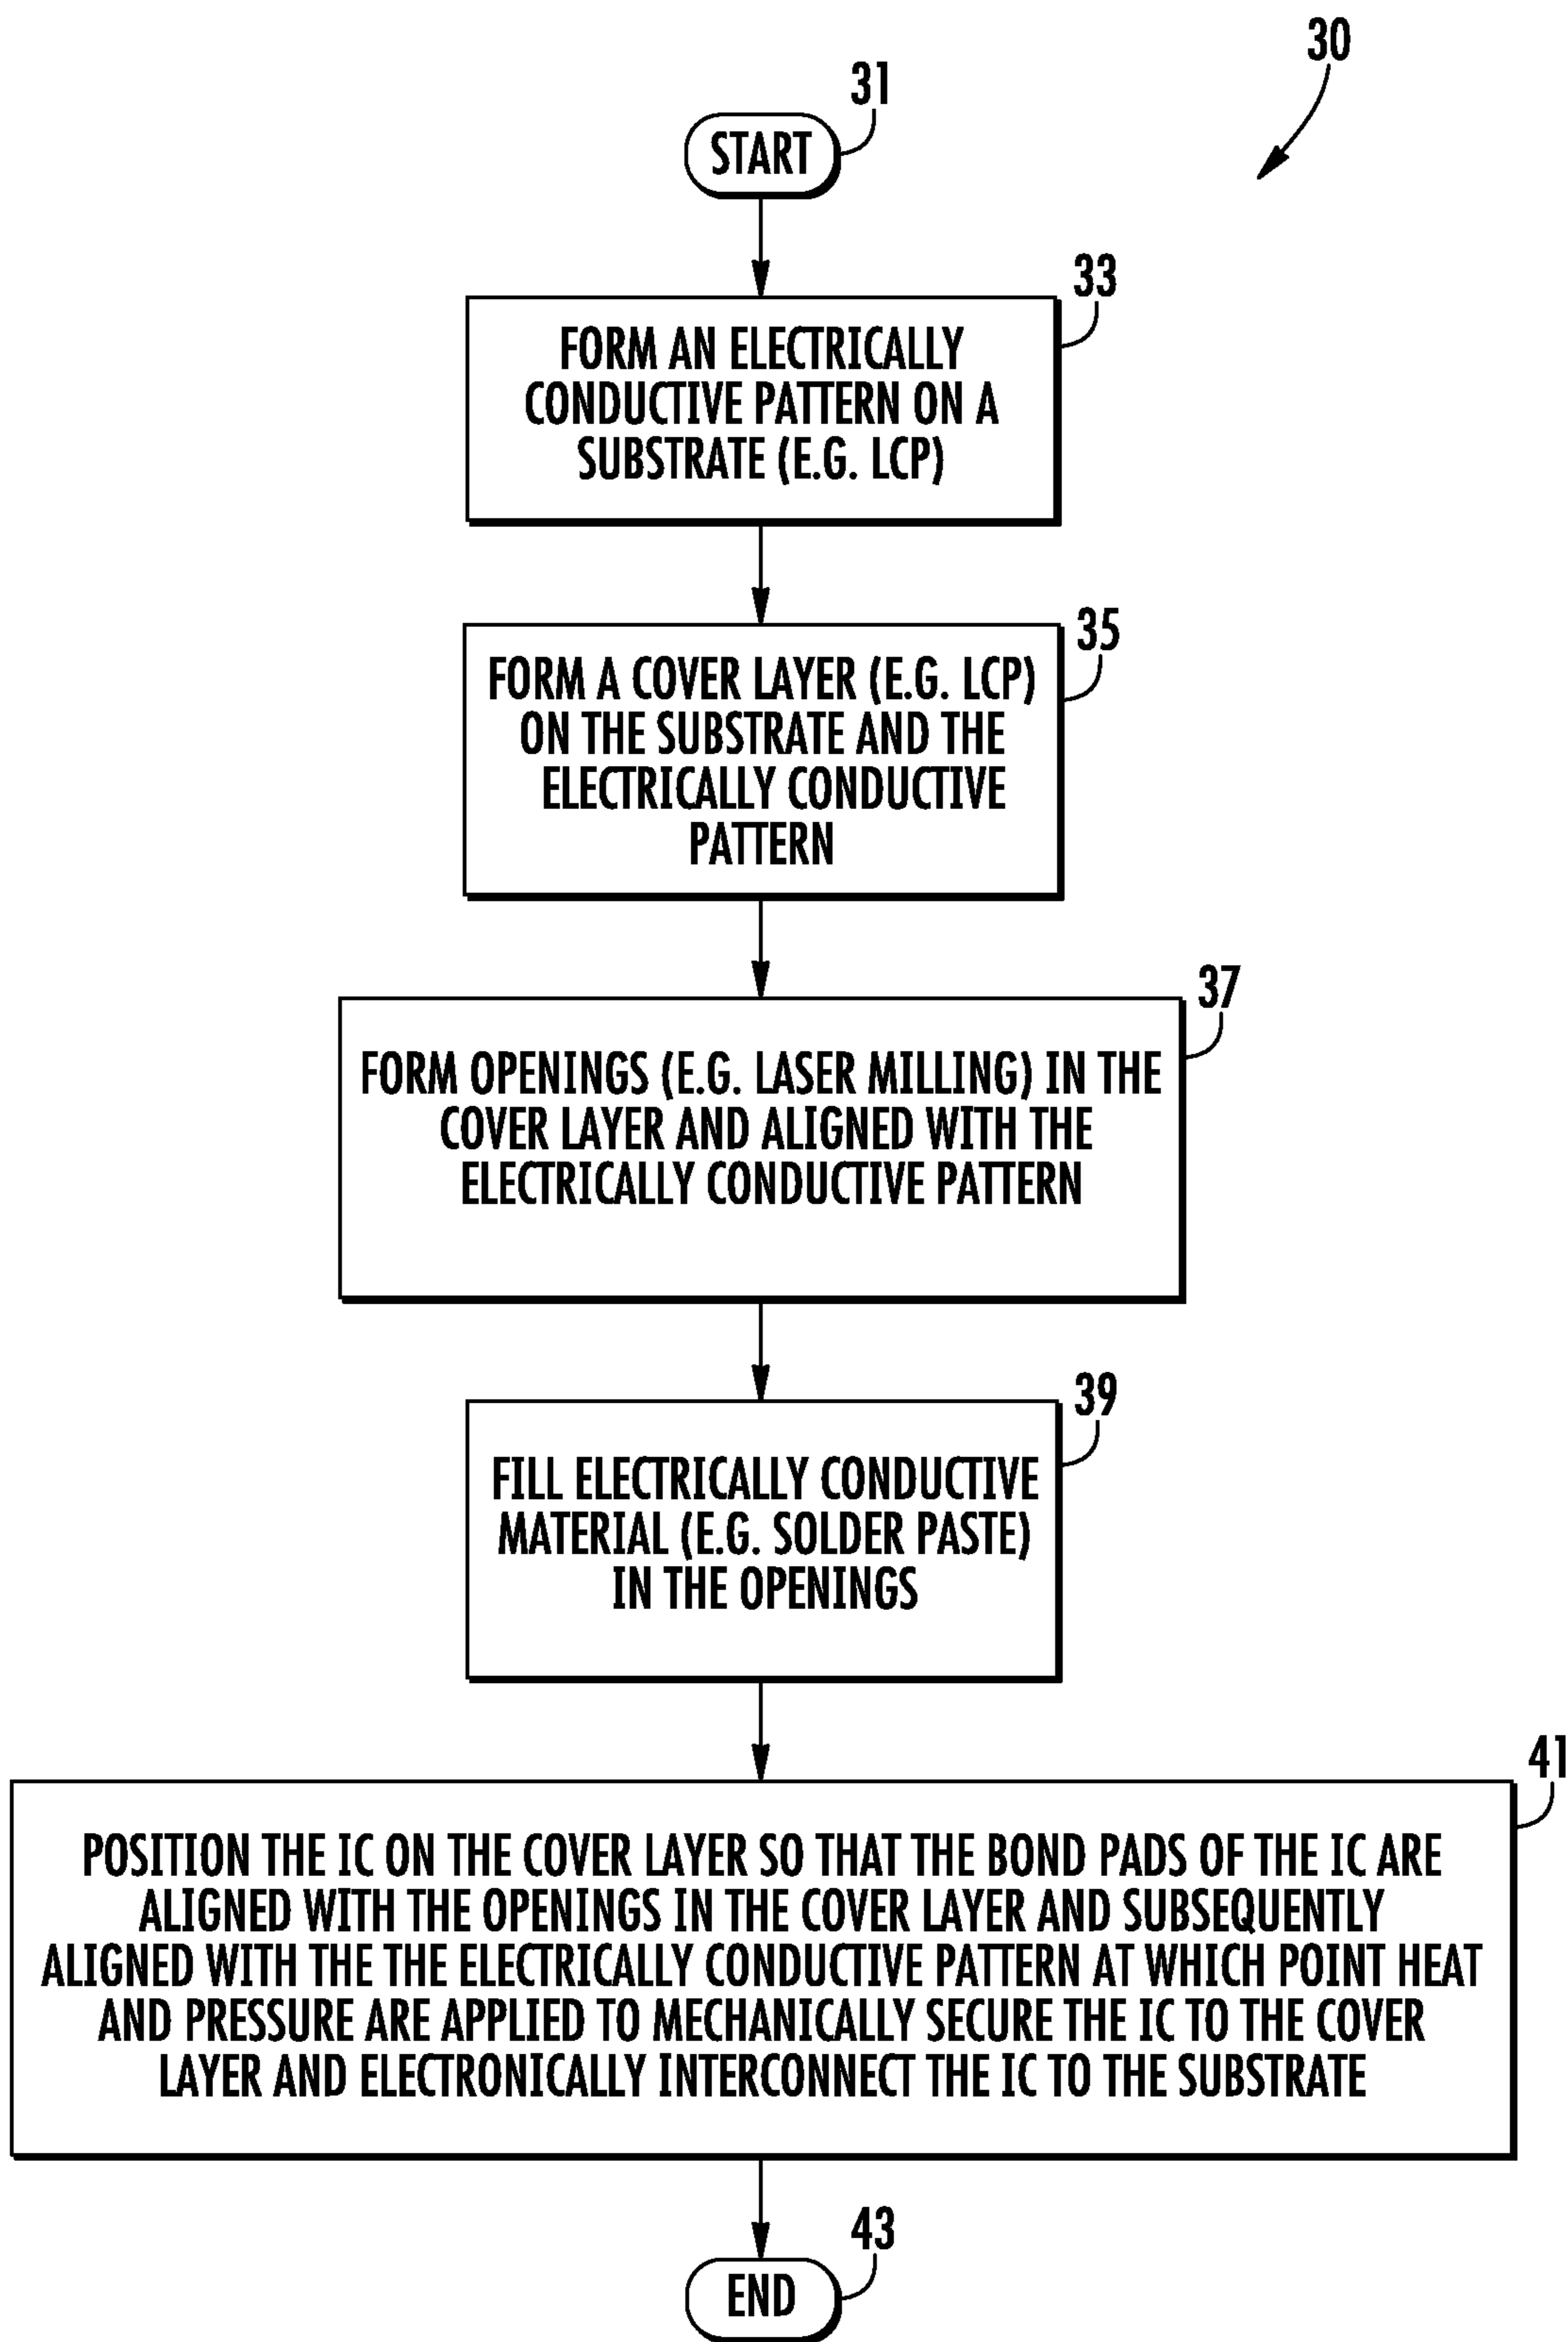 30
31
START
33
FORM AN ELECTRICALLY
CONDUCTIVE PATTERN ON A
SUBSTRATE (E.G. LCP)
35
FORM A COVER LAYER (E.G. LCP)
ON THE SUBSTRATE AND THE
ELECTRICALLY CONDUCTIVE
PATTERN
37
FORM OPENINGS (E.G. LASER MILLING) IN THE
COVER LAYER AND ALIGNED WITH THE
ELECTRICALLY CONDUCTIVE PATTERN
39
FILL ELECTRICALLY CONDUCTIVE
MATERIAL (E.G. SOLDER PASTE)
IN THE OPENINGS
41
POSITION THE IC ON THE COVER LAYER SO THAT THE BOND PADS OF THE IC ARE
ALIGNED WITH THE OPENINGS IN THE COVER LAYER AND SUBSEQUENTLY
ALIGNED WITH THE THE ELECTRICALLY CONDUCTIVE PATTERN AT WHICH POINT HEAT
AND PRESSURE ARE APPLIED TO MECHANICALLY SECURE THE IC TO THE COVER
LAYER AND ELECTRONICALLY INTERCONNECT THE IC TO THE SUBSTRATE
43
END